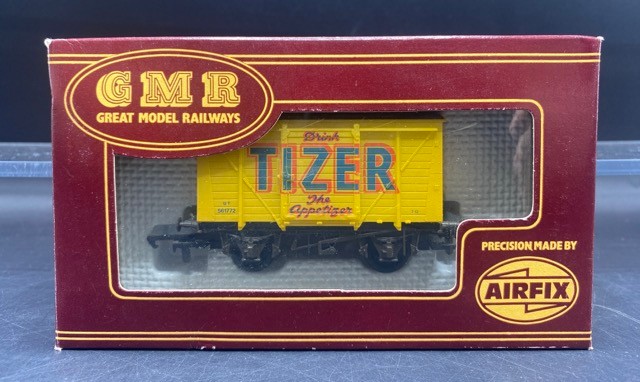 GMR
GREAT MODEL RAILWAYS
Drink
TIZER
The
Appetizer
PRECISION MADE BY
AIRFIX